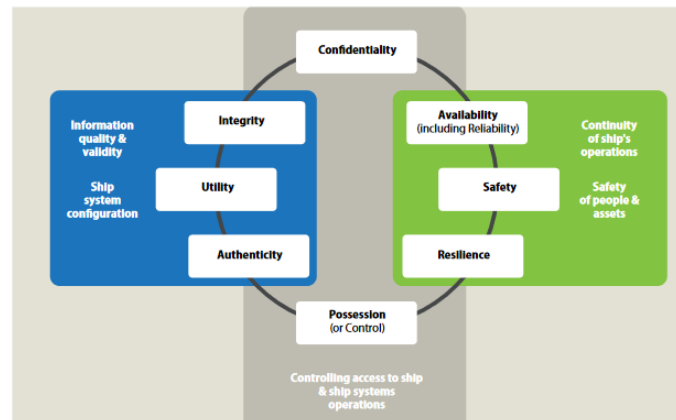 Confidentiality
Information
quality &
validity
Ship
system
configuration
Integrity
Utility
Authenticity
Availability
(including Reliability)
Safety
Resilience
Continuity
of ship's
operations
Safety
of people &
assets
Possession
(or Control)
Controlling access to ship
& ship systems
operations